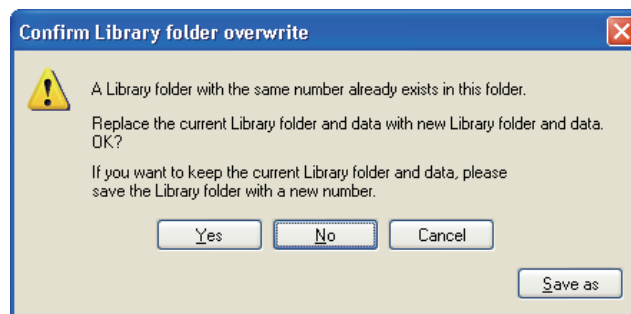 Confirm Library folder overwrite
A Library folder with the same number already exists in this folder.
Replace the current Library folder and data with new Library folder and data.
OK?
If you want to keep the current Library folder and data, please
save the Library folder with a new number.
Yes No Cancel
Save as